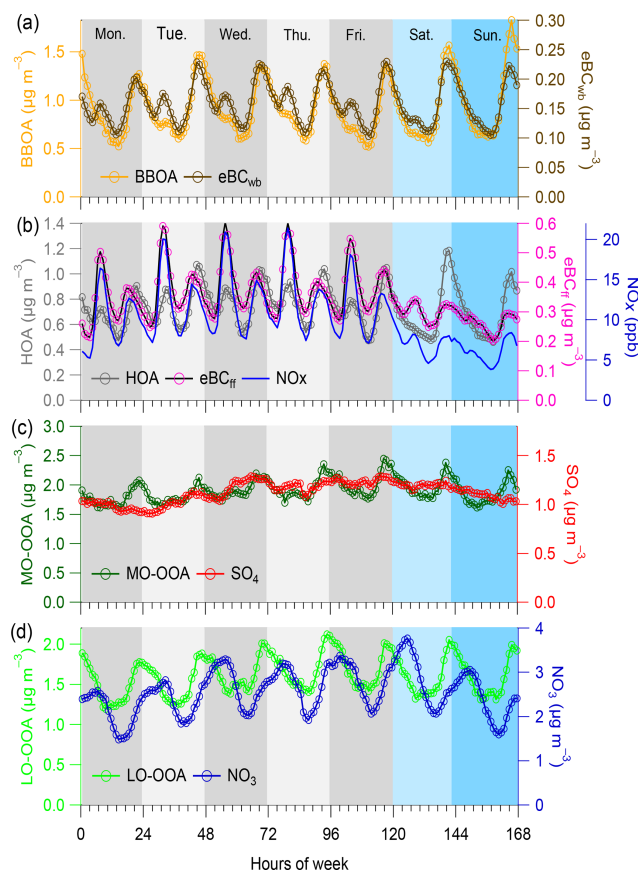 (a)
Mon. Tue. Wed. Thu. Fri. Sat. Sun.
BBOA (µg m⁻³)
1.5
1.0
0.5
0.0
eBCwb (µg m⁻³)
0.30
0.25
0.20
0.15
0.10
0.05
0.00
BBOA eBCwb
(b)
HOA (µg m⁻³)
1.4
1.2
1.0
0.8
0.6
0.4
0.2
0.0
eBCff (µg m⁻³)
0.6
0.5
0.4
0.3
0.2
0.1
0.0
NOx (ppb)
20
15
10
5
0
HOA eBCff NOx
(c)
MO-OOA (µg m⁻³)
3.0
2.5
2.0
1.5
1.0
0.5
0.0
SO₄ (µg m⁻³)
1.5
1.0
0.5
0.0
MO-OOA SO₄
(d)
LO-OOA (µg m⁻³)
2.0
1.5
1.0
0.5
0.0
NO₃ (µg m⁻³)
4
3
2
1
0
LO-OOA NO₃
0 24 48 72 96 120 144 168
Hours of week